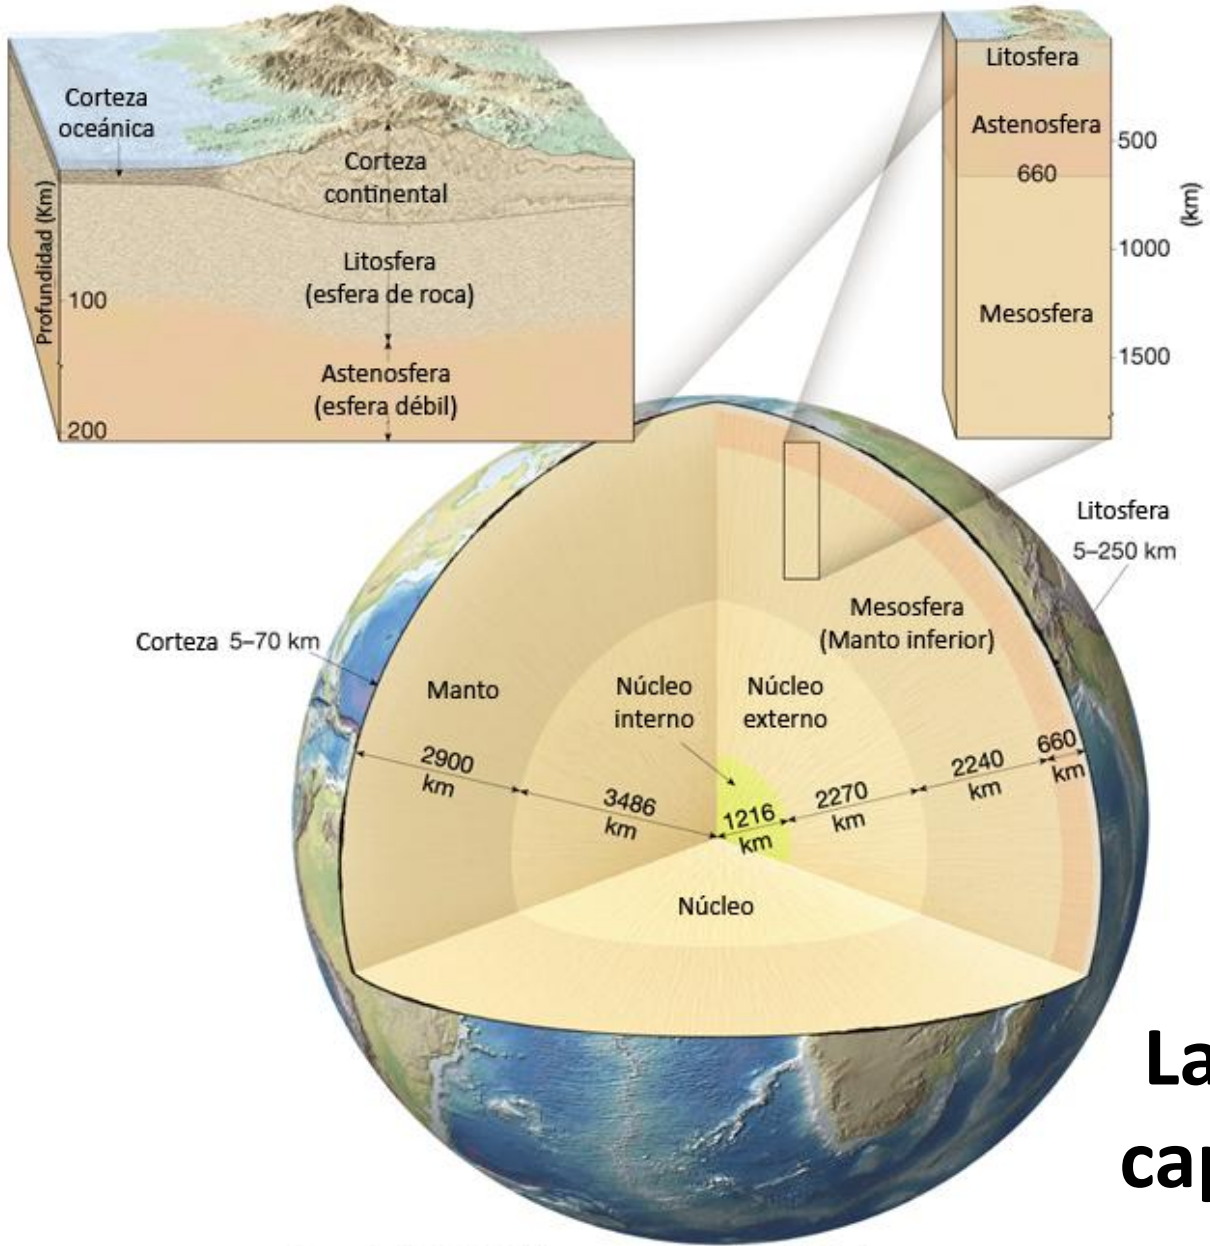 Corteza
oceánica
Corteza
continental
Litosfera
(esfera de roca)
Astenosfera
(esfera débil)
Profundidad (Km)
100
200
Litosfera
Astenosfera
660
Mesosfera
500
1000
1500
(km)
Litosfera
5–250 km
Corteza 5–70 km
Mesosfera
(Manto inferior)
Manto
Núcleo
interno
Núcleo
externo
2900
km
3486
km
1216
km
2270
km
2240
km
660
km
Núcleo
La
cap